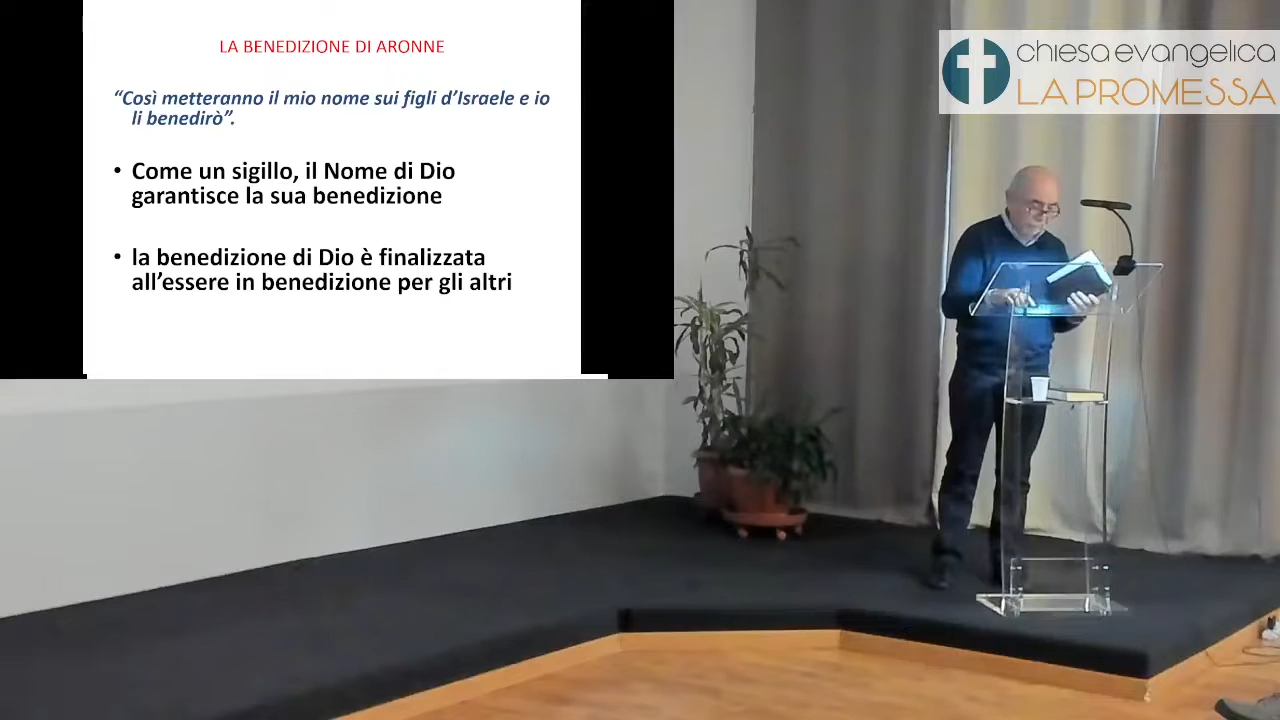 LA BENEDIZIONE DI ARONNE
“Così metteranno il mio nome sui figli d’Israele e io
li benedirò”.
• Come un sigillo, il Nome di Dio
garantisce la sua benedizione
• la benedizione di Dio è finalizzata
all’essere in benedizione per gli altri
chiesa evangelica
LA PROMESSA